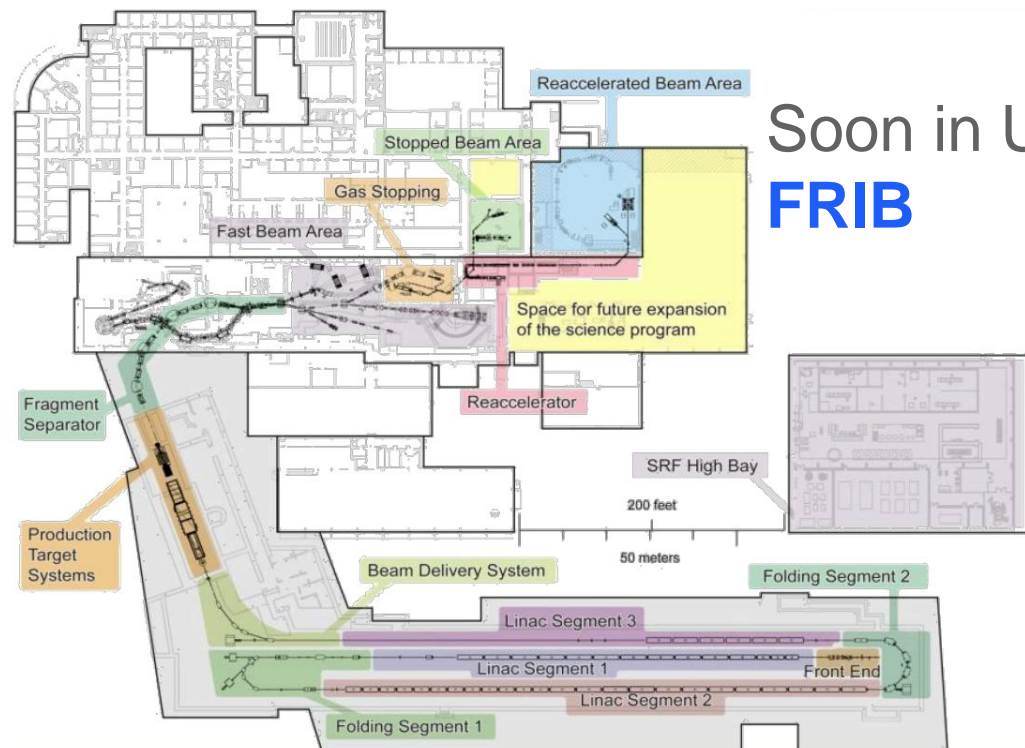 Reaccelerated Beam Area
Soon in U
FRIB
Stopped Beam Area
Gas Stopping
Fast Beam Area
Space for future expansion
of the science program
Fragment
Separator
Reaccelerator
SRF High Bay
200 feet
50 meters
Production
Target
Systems
Beam Delivery System
Folding Segment 2
Linac Segment 3
Linac Segment 1
Front End
Linac Segment 2
Folding Segment 1